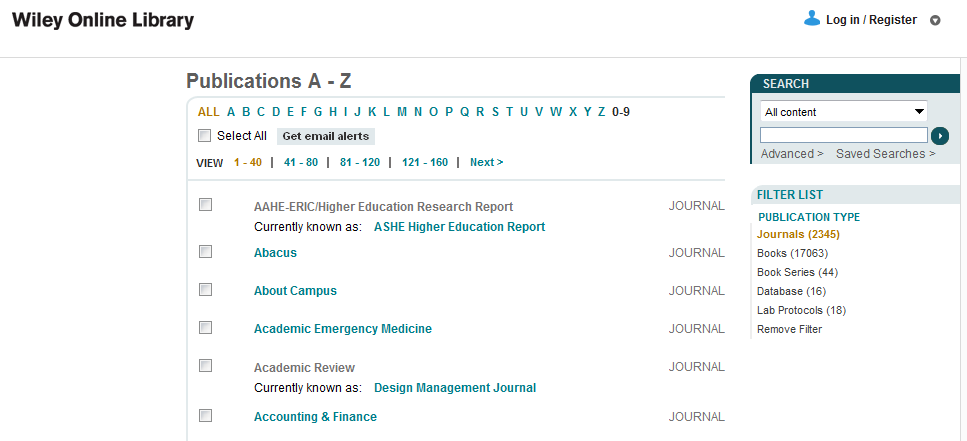 Wiley Online Library
Log in / Register
Publications A - Z
ALL A B C D E F G H I J K L M N O P Q R S T U V W X Y Z 0-9
Select All Get email alerts
VIEW 1 - 40 | 41 - 80 | 81 - 120 | 121 - 160 | Next >
AAHE-ERIC/Higher Education Research Report JOURNAL
Currently known as: ASHE Higher Education Report
Abacus JOURNAL
About Campus JOURNAL
Academic Emergency Medicine JOURNAL
Academic Review JOURNAL
Currently known as: Design Management Journal
Accounting & Finance JOURNAL
SEARCH
All content
Advanced > Saved Searches >
FILTER LIST
PUBLICATION TYPE
Journals (2345)
Books (17063)
Book Series (44)
Database (16)
Lab Protocols (18)
Remove Filter